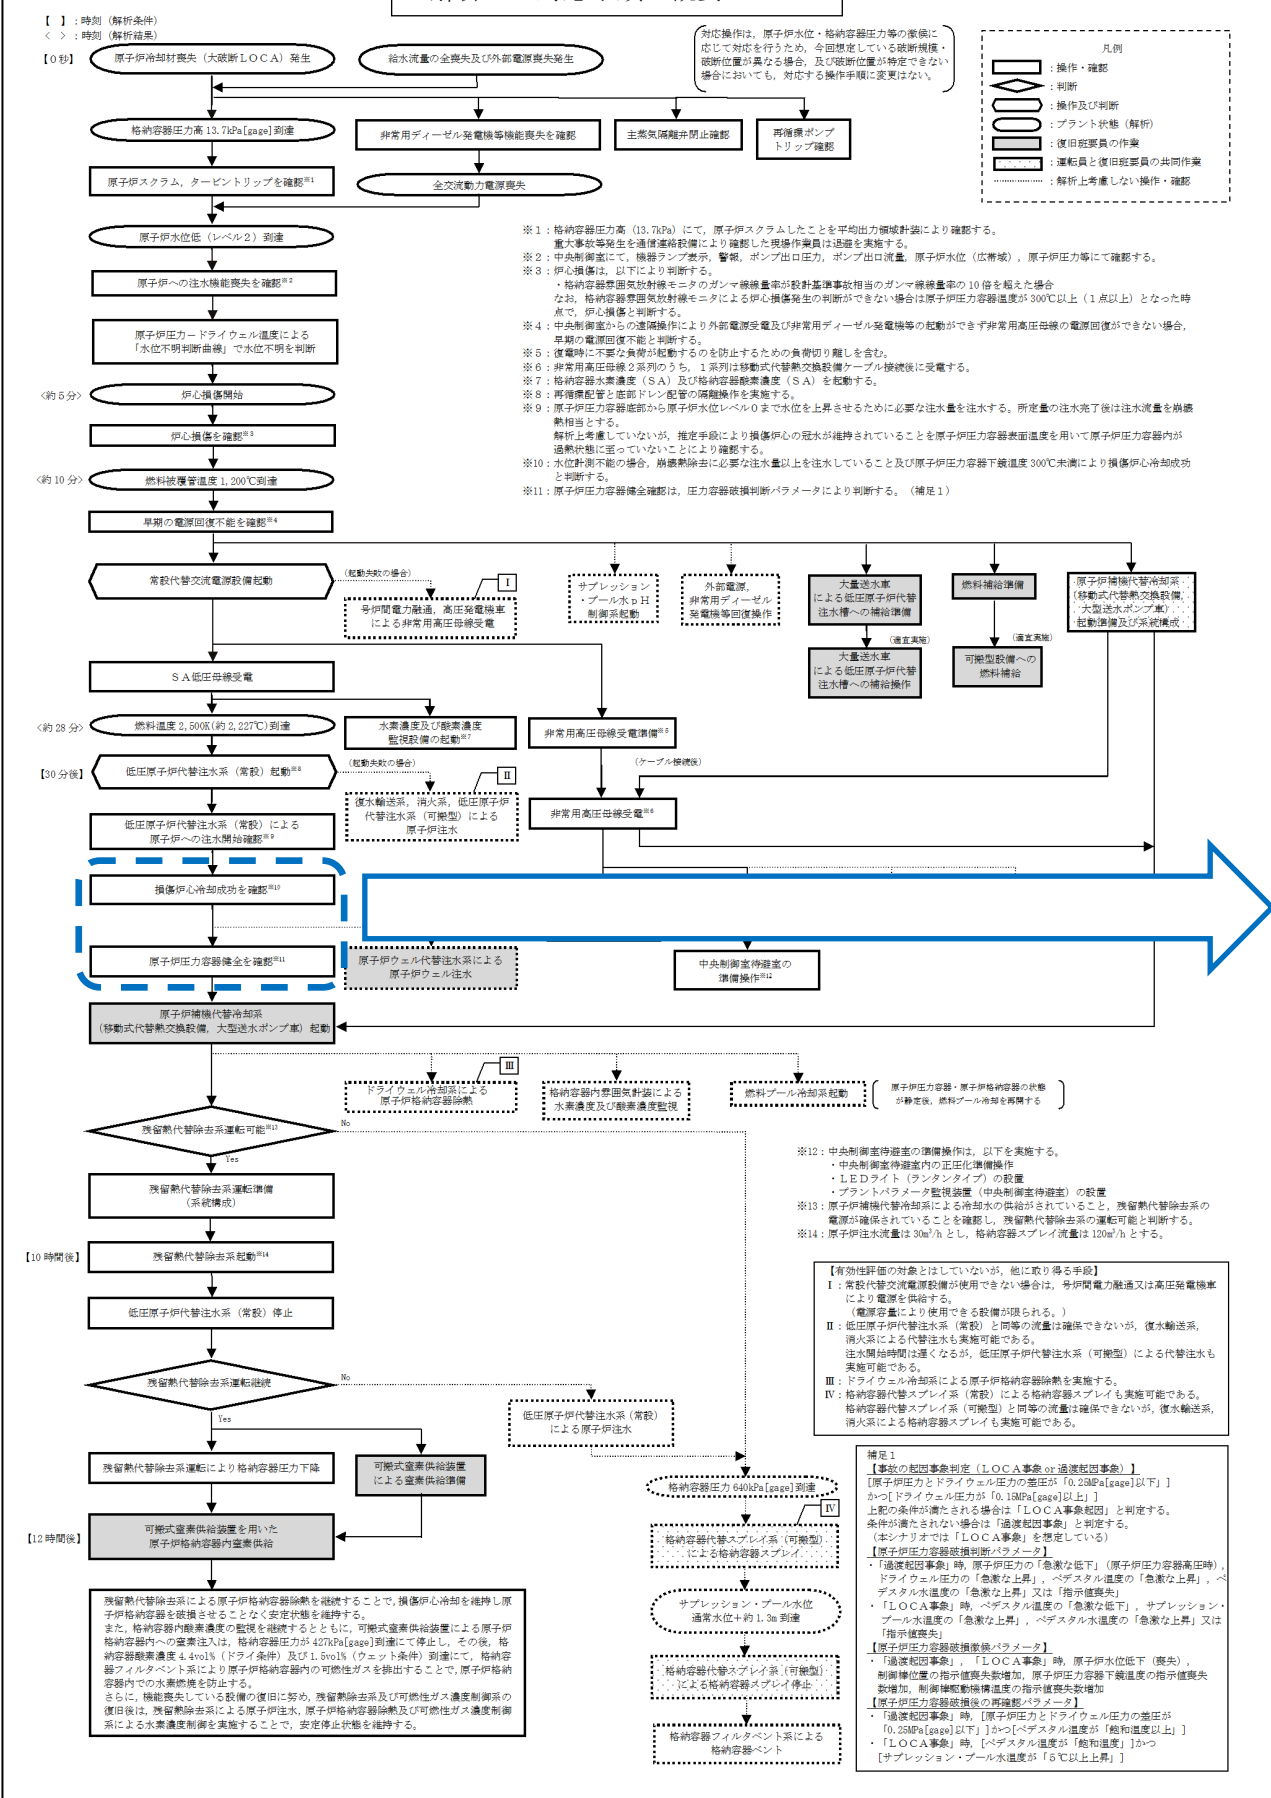 【 】：時刻（解析条件）
〈 〉：時刻（解析結果）
【0秒】
原子炉冷却材喪失（大破断ＬＯＣＡ）発生
給水流量の全喪失及び外部電源喪失発生
対応操作は，原子炉水位・格納容器圧力等の徴候に
応じて対応を行うため，今回想定している破断規模・
破断位置が異なる場合，及び破断位置が特定できない
場合においても，対応する操作手順に変更はない。
凡例
：操作・確認
：判断
：操作及び判断
：プラント状態（解析）
：復旧班要員の作業
：運転員と復旧班要員の共同作業
：解析上考慮しない操作・確認
格納容器圧力高 13.7kPa[gage]到達
非常用ディーゼル発電機等機能喪失を確認
主蒸気隔離弁閉止確認
再循環ポンプ
トリップ確認
原子炉スクラム，タービントリップを確認※1
全交流動力電源喪失
原子炉水位低（レベル２）到達
原子炉への注水機能喪失を確認※2
原子炉圧力－ドライウェル温度による
「水位不明判断曲線」で水位不明を判断
〈約５分〉
炉心損傷開始
炉心損傷を確認※3
〈約 10 分〉
燃料被覆管温度 1,200℃到達
早期の電源回復不能を確認※4
※１：格納容器圧力高（13.7kPa）にて，原子炉スクラムしたことを平均出力領域計装により確認する。
重大事故等発生を通信連絡設備により確認した現場作業員は退避を実施する。
※２：中央制御室にて，機器ランプ表示，警報，ポンプ出口圧力，ポンプ出口流量，原子炉水位（広帯域），原子炉圧力等にて確認する。
※３：炉心損傷は，以下により判断する。
・格納容器雰囲気放射線モニタのガンマ線線量率が設計基準事故相当のガンマ線線量率の 10 倍を超えた場合
なお，格納容器雰囲気放射線モニタによる炉心損傷発生の判断ができない場合は原子炉圧力容器温度が 300℃以上（１点以上）となった時
点で，炉心損傷と判断する。
※４：中央制御室からの遠隔操作により外部電源受電及び非常用ディーゼル発電機等の起動ができず非常用高圧母線の電源回復ができない場合，
早期の電源回復不能と判断する。
※５：復電時に不要な負荷が起動するのを防止するための負荷切り離しを含む。
※６：非常用高圧母線２系列のうち，１系列は移動式代替熱交換設備ケーブル接続後に受電する。
※７：格納容器水素濃度（ＳＡ）及び格納容器酸素濃度（ＳＡ）を起動する。
※８：再循環配管と底部ドレン配管の隔離操作を実施する。
※９：原子炉圧力容器底部から原子炉水位レベル０まで水位を上昇させるために必要な注水量を注水する。所定量の注水完了後は注水流量を崩壊
熱相当とする。
解析上考慮していないが，推定手段により損傷炉心の冠水が維持されていることを原子炉圧力容器表面温度を用いて原子炉圧力容器内が
過熱状態に至っていないことにより確認する。
※10：水位計測不能の場合，崩壊熱除去に必要な注水量以上を注水していること及び原子炉圧力容器下鏡温度 300℃未満により損傷炉心冷却成功
と判断する。
※11：原子炉圧力容器健全確認は，圧力容器破損判断パラメータにより判断する。（補足１）
常設代替交流電源設備起動
（起動失敗の場合）
Ⅰ
号炉間電力融通，高圧発電機車
による非常用高圧母線受電
サプレッション
・プール水ｐＨ
制御系起動
外部電源，
非常用ディーゼル
発電機等回復操作
大量送水車
による低圧原子炉代替
注水槽への補給準備
（適宜実施）
大量送水車
による低圧原子炉代替
注水槽への補給操作
燃料補給準備
（適宜実施）
可搬型設備への
燃料補給
原子炉補機代替冷却系
（移動式代替熱交換設備，
大型送水ポンプ車）
起動準備及び系統構成
ＳＡ低圧母線受電
〈約 28 分〉
燃料温度 2,500K（約 2,227℃）到達
水素濃度及び酸素濃度
監視設備の起動※7
非常用高圧母線受電準備※5
【30 分後】
低圧原子炉代替注水系（常設）起動※8
（起動失敗の場合）
Ⅱ
（ケーブル接続後）
復水輸送系，消火系，低圧原子炉
代替注水系（可搬型）による
原子炉注水
非常用高圧母線受電※6
低圧原子炉代替注水系（常設）による
原子炉への注水開始確認※9
損傷炉心冷却成功を確認※10
原子炉圧力容器健全を確認※11
原子炉ウェル代替注水系による
原子炉ウェル注水
中央制御室待避室の
準備操作※12
原子炉補機代替冷却系
（移動式代替熱交換設備，大型送水ポンプ車）起動
Ⅲ
ドライウェル冷却系による
原子炉格納容器除熱
格納容器内雰囲気計装による
水素濃度及び酸素濃度監視
燃料プール冷却系起動
原子炉圧力容器・原子炉格納容器の状態
が静定後，燃料プール冷却を再開する
残留熱代替除去系運転可能※13
No
Yes
残留熱代替除去系運転準備
（系統構成）
※12：中央制御室待避室の準備操作は，以下を実施する。
・中央制御室待避室内の正圧化準備操作
・ＬＥＤライト（ランタンタイプ）の設置
・プラントパラメータ監視装置（中央制御室待避室）の設置
※13：原子炉補機代替冷却系による冷却水の供給がされていること，残留熱代替除去系の
電源が確保されていることを確認し，残留熱代替除去系の運転可能と判断する。
※14：原子炉注水流量は 30m³/h とし，格納容器スプレイ流量は 120m³/h とする。
【10 時間後】
残留熱代替除去系起動※14
低圧原子炉代替注水系（常設）停止
残留熱代替除去系運転継続
No
Yes
【有効性評価の対象とはしていないが，他に取り得る手段】
Ⅰ：常設代替交流電源設備が使用できない場合は，号炉間電力融通又は高圧発電機車
により電源を供給する。
（電源容量により使用できる設備が限られる。）
Ⅱ：低圧原子炉代替注水系（常設）と同等の流量は確保できないが，復水輸送系，
消火系による代替注水も実施可能である。
注水開始時間は遅くなるが，低圧原子炉代替注水系（可搬型）による代替注水も
実施可能である。
Ⅲ：ドライウェル冷却系による原子炉格納容器除熱を実施する。
Ⅳ：格納容器代替スプレイ系（常設）による格納容器スプレイも実施可能である。
格納容器代替スプレイ系（可搬型）と同等の流量は確保できないが，復水輸送系，
消火系による格納容器スプレイも実施可能である。
低圧原子炉代替注水系（常設）
による原子炉注水
残留熱代替除去系運転により格納容器圧力下降
可搬式窒素供給装置
による窒素供給準備
格納容器圧力 640kPa[gage]到達
Ⅳ
【12 時間後】
可搬式窒素供給装置を用いた
原子炉格納容器内窒素供給
格納容器代替スプレイ系（可搬型）
による格納容器スプレイ
サプレッション・プール水位
通常水位＋約 1.3m 到達
格納容器代替スプレイ系（可搬型）
による格納容器スプレイ停止
格納容器フィルタベント系による
格納容器ベント
残留熱代替除去系による原子炉格納容器除熱を継続することで，損傷炉心冷却を維持し原
子炉格納容器を破損させることなく安定状態を維持する。
また，格納容器内酸素濃度の監視を継続するとともに，可搬式窒素供給装置による原子炉
格納容器内への窒素注入は，格納容器圧力が 427kPa[gage]到達にて停止し，その後，格
納容器酸素濃度 4.4vol%（ドライ条件）及び 1.5vol%（ウェット条件）到達にて，格納容
器フィルタベント系により原子炉格納容器内の可燃性ガスを排出することで，原子炉格納
容器内での水素燃焼を防止する。
さらに，機能喪失している設備の復旧に努め，残留熱除去系及び可燃性ガス濃度制御系の
復旧後は，残留熱除去系による原子炉注水，原子炉格納容器除熱及び可燃性ガス濃度制御
系による水素濃度制御を実施することで，安定停止状態を維持する。
補足１
【事故の起因事象判定（ＬＯＣＡ事象 or 過渡起因事象）】
[原子炉圧力とドライウェル圧力の差圧が「0.25MPa[gage]以下」]
かつ[ドライウェル圧力が「0.15MPa[gage]以上」]
上記の条件が満たされる場合は「ＬＯＣＡ事象起因」と判定する。
条件が満たされない場合は「過渡起因事象」と判定する。
（本シナリオでは「ＬＯＣＡ事象」を想定している）
【原子炉圧力容器破損判断パラメータ】
・「過渡起因事象」時，原子炉圧力の「急激な低下」（原子炉圧力容器高圧時），
ドライウェル圧力の「急激な上昇」，ペデスタル温度の「急激な上昇」，ペ
デスタル水温度の「急激な上昇」又は「指示値喪失」
・「ＬＯＣＡ事象」時，ペデスタル温度の「急激な低下」，サプレッション・
プール水温度の「急激な上昇」，ペデスタル水温度の「急激な上昇」又は
「指示値喪失」
【原子炉圧力容器破損徴候パラメータ】
・「過渡起因事象」，「ＬＯＣＡ事象」時，原子炉水位低下（喪失），
制御棒位置の指示値喪失数増加，原子炉圧力容器下鏡温度の指示値喪失
数増加，制御棒駆動機構温度の指示値喪失数増加
【原子炉圧力容器破損後の再確認パラメータ】
・「過渡起因事象」時，[原子炉圧力とドライウェル圧力の差圧が
「0.25MPa[gage]以下」]かつ[ペデスタル温度が「飽和温度以上」]
・「ＬＯＣＡ事象」時，[ペデスタル温度が「飽和温度」]かつ
[サプレッション・プール水温度が「５℃以上上昇」]